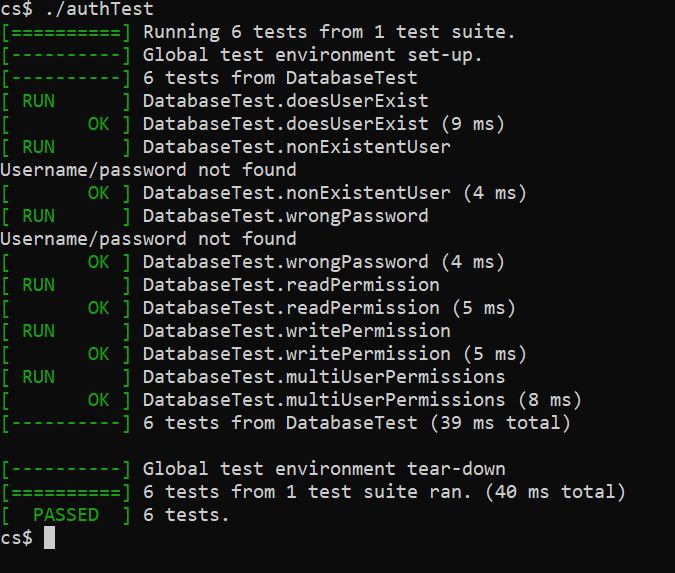 cs$ ./authTest
[==========] Running 6 tests from 1 test suite.
[----------] Global test environment set-up.
[----------] 6 tests from DatabaseTest
[ RUN      ] DatabaseTest.doesUserExist
[       OK ] DatabaseTest.doesUserExist (9 ms)
[ RUN      ] DatabaseTest.nonExistentUser
Username/password not found
[       OK ] DatabaseTest.nonExistentUser (4 ms)
[ RUN      ] DatabaseTest.wrongPassword
Username/password not found
[       OK ] DatabaseTest.wrongPassword (4 ms)
[ RUN      ] DatabaseTest.readPermission
[       OK ] DatabaseTest.readPermission (5 ms)
[ RUN      ] DatabaseTest.writePermission
[       OK ] DatabaseTest.writePermission (5 ms)
[ RUN      ] DatabaseTest.multiUserPermissions
[       OK ] DatabaseTest.multiUserPermissions (8 ms)
[----------] 6 tests from DatabaseTest (39 ms total)

[----------] Global test environment tear-down
[==========] 6 tests from 1 test suite ran. (40 ms total)
[  PASSED  ] 6 tests.
cs$